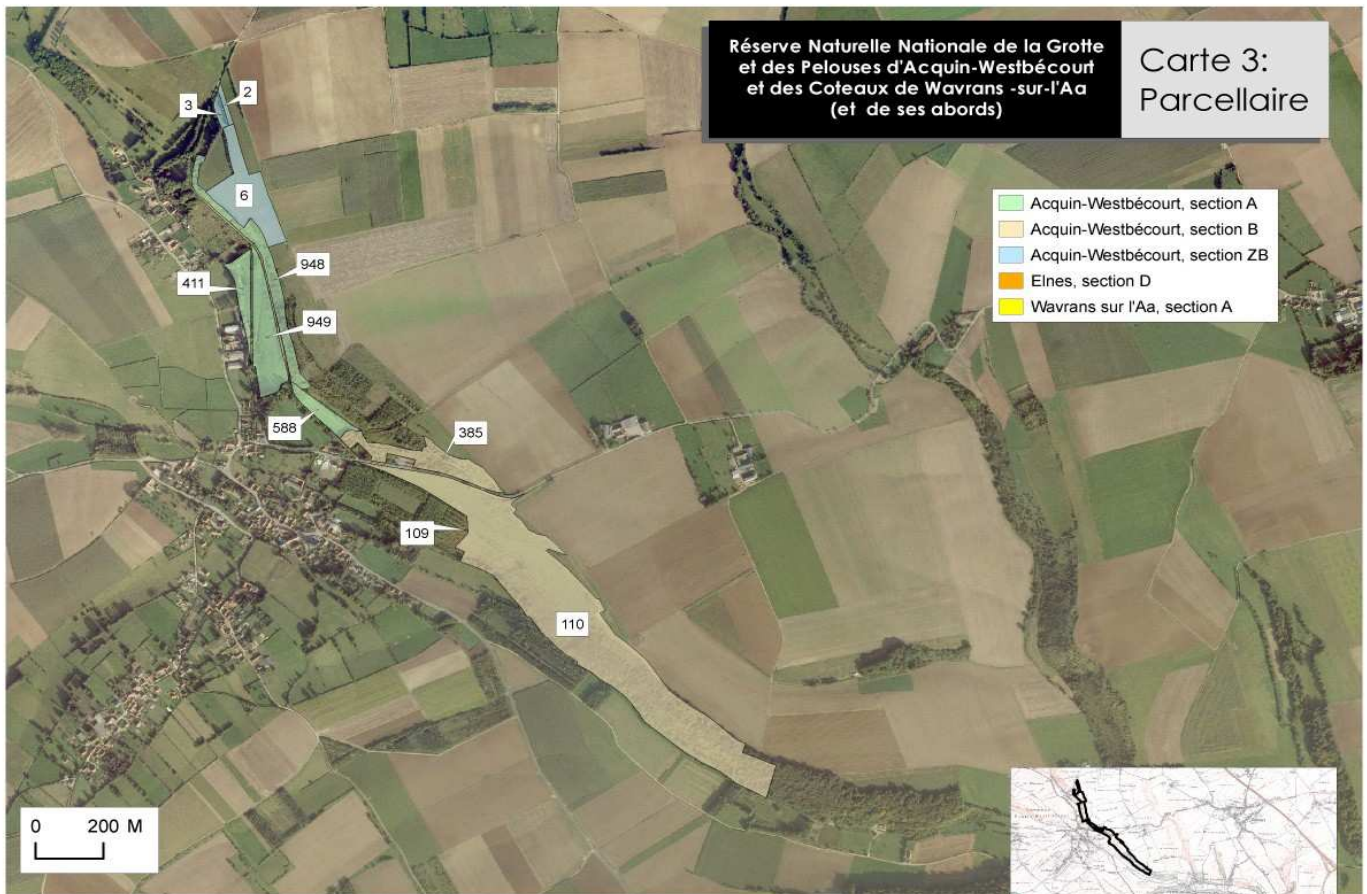 Réserve Naturelle Nationale de la Grotte
et des Pelouses d'Acquin-Westbécourt
et des Coteaux de Wavrans -sur-l'Aa
(et de ses abords)
Carte 3:
Parcellaire
Acquin-Westbécourt, section A
Acquin-Westbécourt, section B
Acquin-Westbécourt, section ZB
Elnes, section D
Wavrans sur l'Aa, section A
3
2
6
948
411
949
588
385
109
110
0 200 M